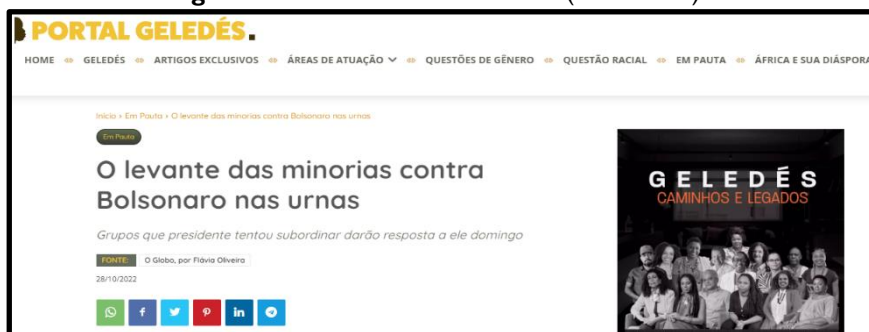 PORTAL GELEDÉS.
HOME GELEDÉS ARTIGOS EXCLUSIVOS ÁREAS DE ATUAÇÃO QUESTÕES DE GÊNERO QUESTÃO RACIAL EM PAUTA ÁFRICA E SUA DIÁSPORA
Início › Em Pauta › O levante das minorias contra Bolsonaro nas urnas
Em Pauta
O levante das minorias contra
Bolsonaro nas urnas
Grupos que presidente tentou subordinar darão resposta a ele domingo
FONTE: O Globo, por Flávia Oliveira
28/10/2022
GELEDÉS
CAMINHOS E LEGADOS